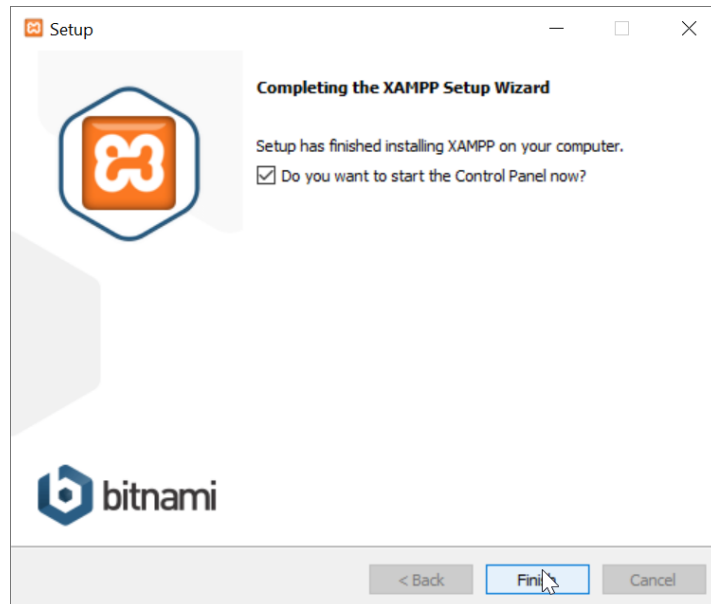 Setup
Completing the XAMPP Setup Wizard
Setup has finished installing XAMPP on your computer.
Do you want to start the Control Panel now?
bitnami
< Back
Finish
Cancel